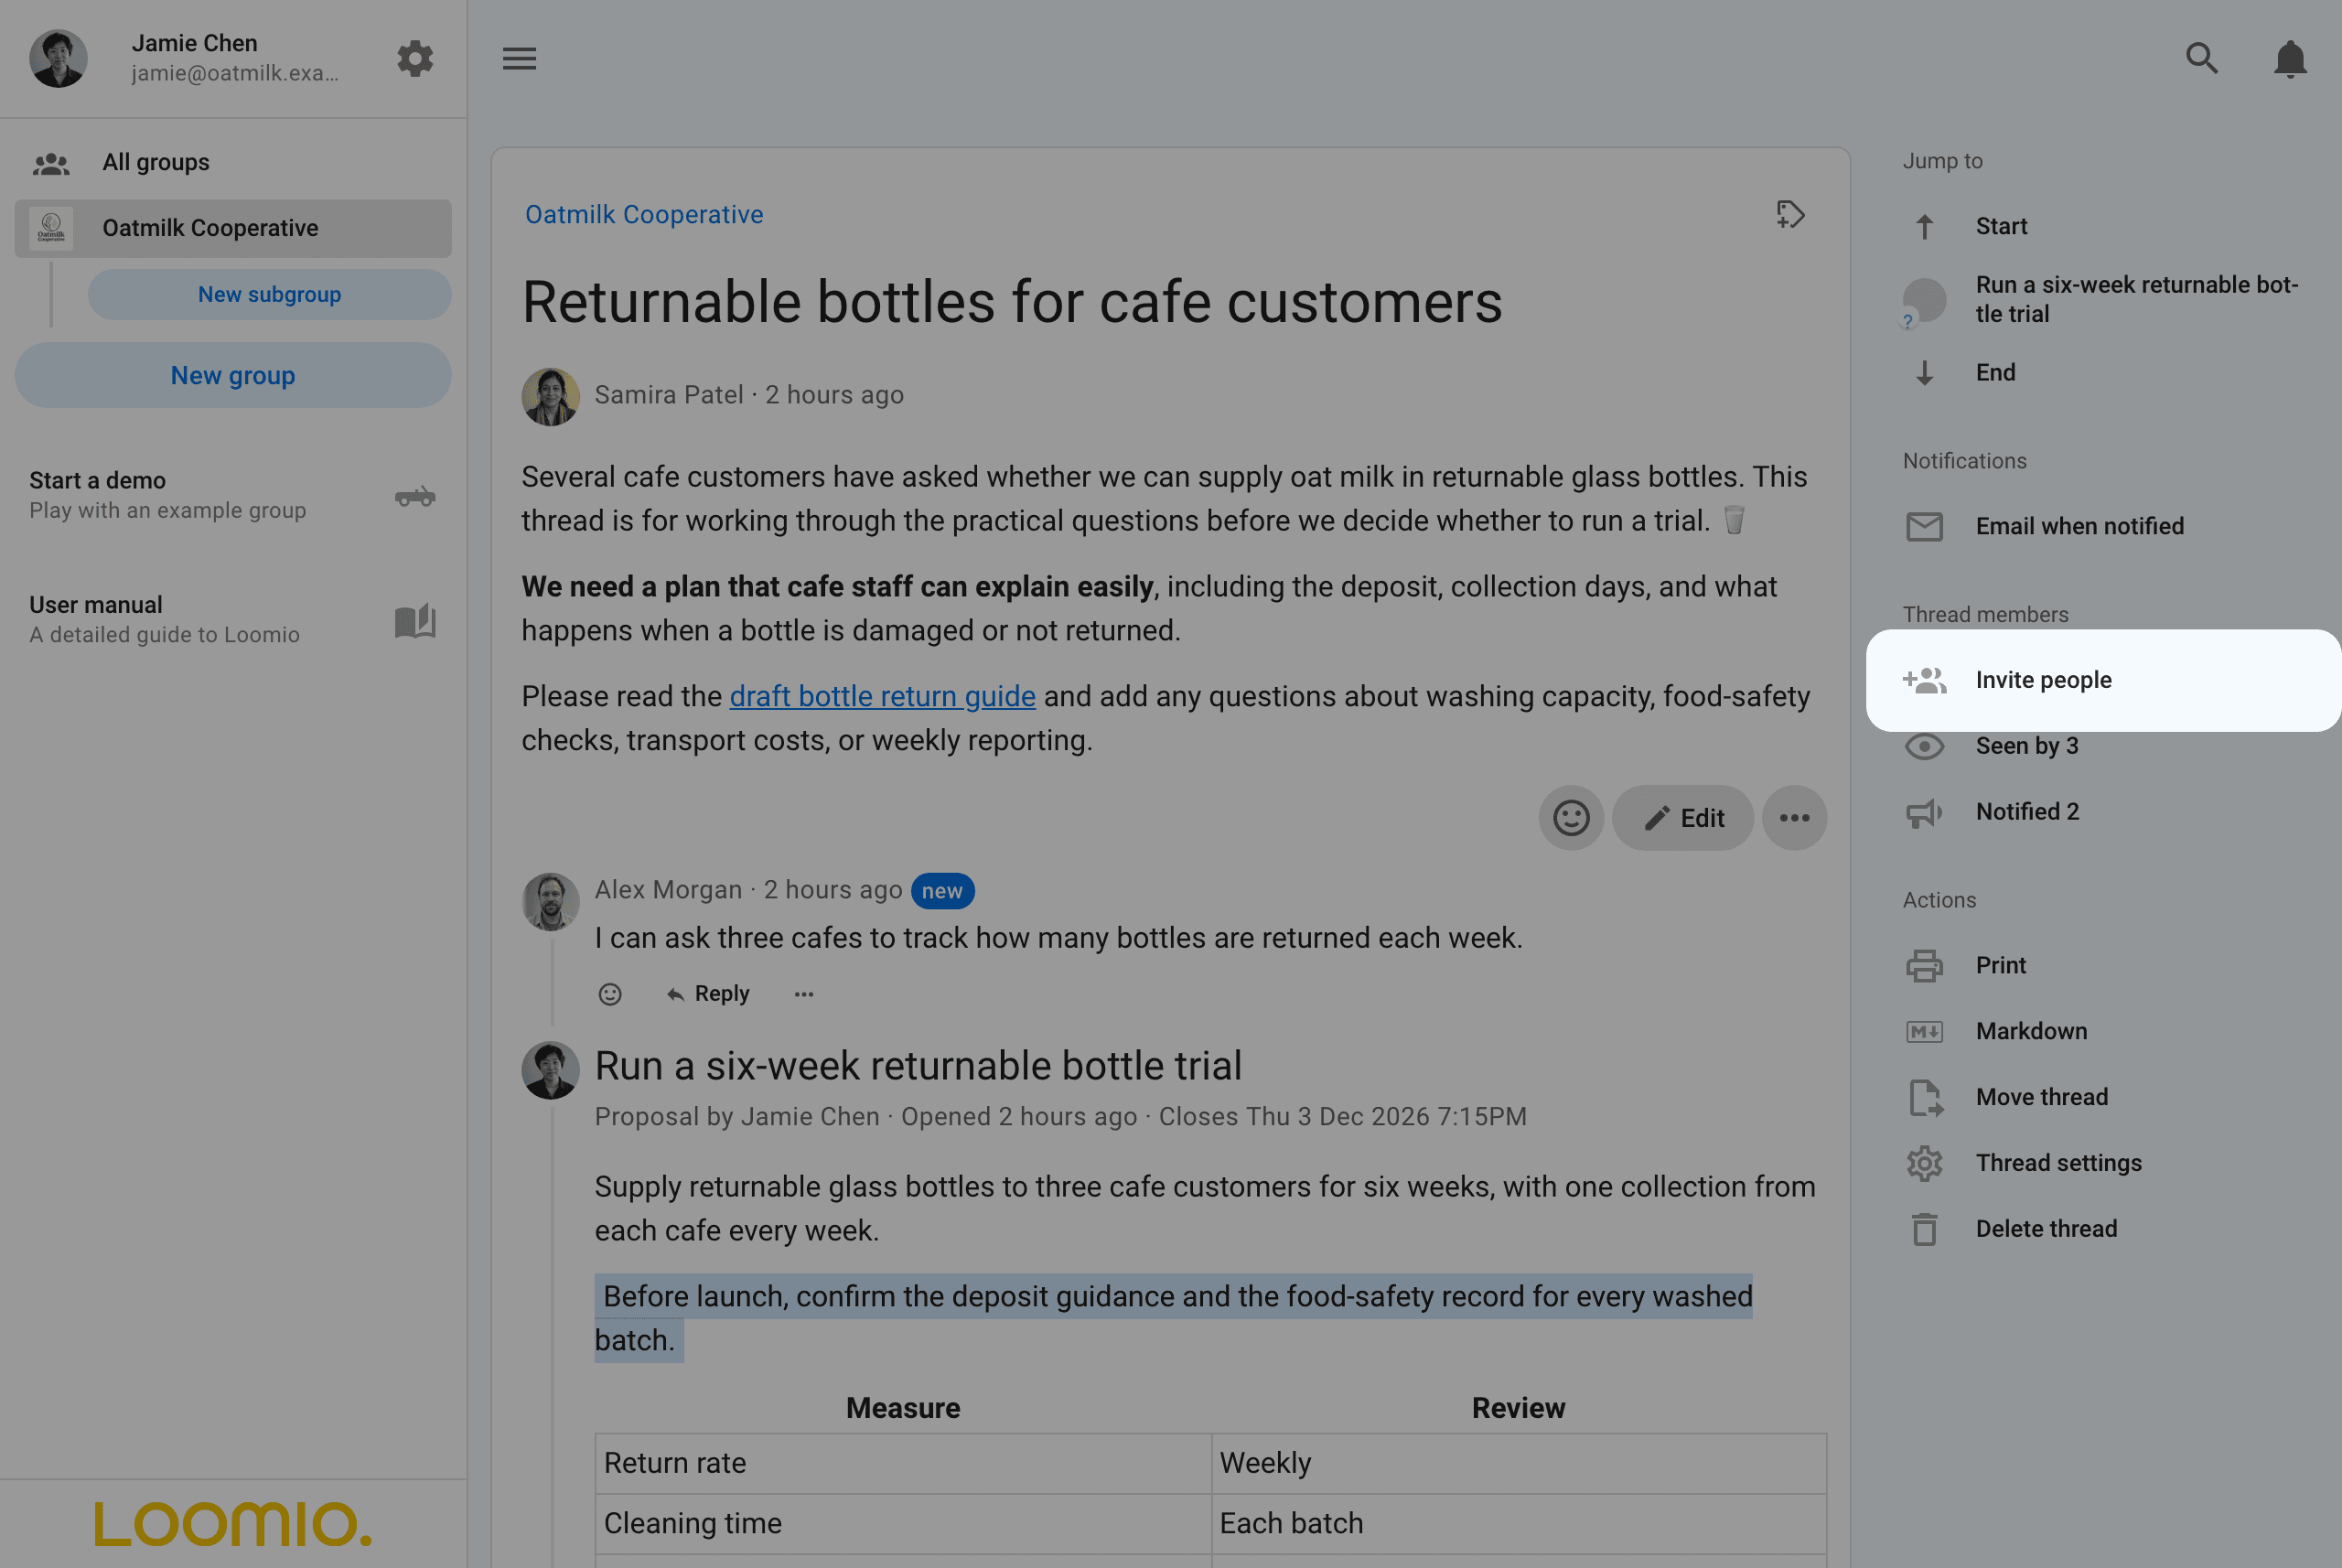 Jamie Chen
jamie@oatmilk.exa...
All groups
Oatmilk Cooperative
Oatmilk Cooperative
New subgroup
New group
Start a demo
Play with an example group
User manual
A detailed guide to Loomio
LOOMIO.
Oatmilk Cooperative
Returnable bottles for cafe customers
Samira Patel · 2 hours ago
Several cafe customers have asked whether we can supply oat milk in returnable glass bottles. This
thread is for working through the practical questions before we decide whether to run a trial.
We need a plan that cafe staff can explain easily, including the deposit, collection days, and what
happens when a bottle is damaged or not returned.
Please read the draft bottle return guide and add any questions about washing capacity, food-safety
checks, transport costs, or weekly reporting.
Edit
Alex Morgan · 2 hours ago new
I can ask three cafes to track how many bottles are returned each week.
Reply
Run a six-week returnable bottle trial
Proposal by Jamie Chen · Opened 2 hours ago · Closes Thu 3 Dec 2026 7:15PM
Supply returnable glass bottles to three cafe customers for six weeks, with one collection from
each cafe every week.
Before launch, confirm the deposit guidance and the food-safety record for every washed
batch.
Measure Review
Return rate Weekly
Cleaning time Each batch
Jump to
Start
Run a six-week returnable bot-
tle trial
?
End
Notifications
Email when notified
Thread members
Invite people
Seen by 3
Notified 2
Actions
Print
M Markdown
Move thread
Thread settings
Delete thread